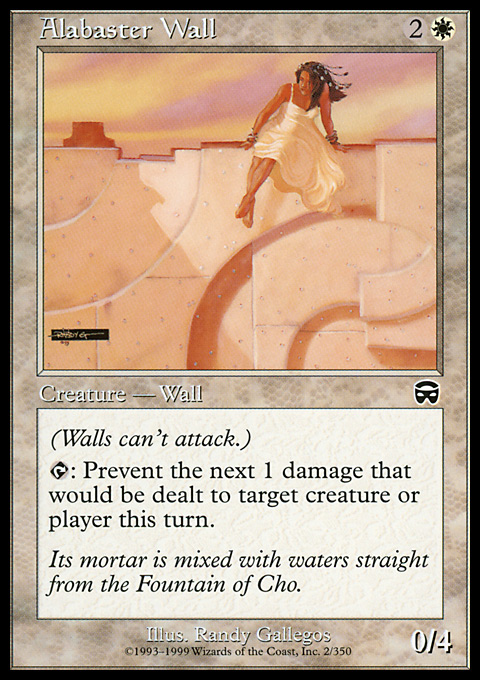 Alabaster Wall
2
Creature — Wall
(Walls can't attack.)
: Prevent the next 1 damage that
would be dealt to target creature or
player this turn.
Its mortar is mixed with waters straight
from the Fountain of Cho.
Illus. Randy Gallegos
©1993–1999 Wizards of the Coast, Inc. 2/350
0/4